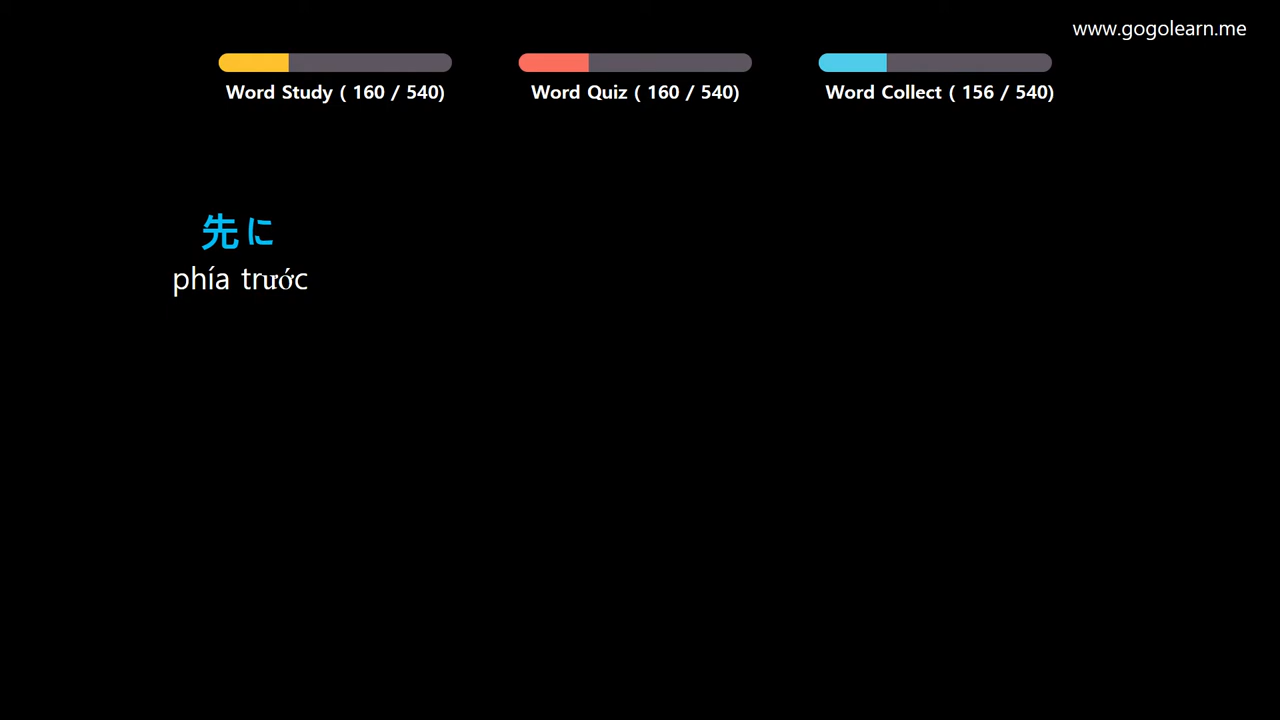 www.gogolearn.me
Word Study ( 160 / 540)
Word Quiz ( 160 / 540)
Word Collect ( 156 / 540)
先に
phía trước